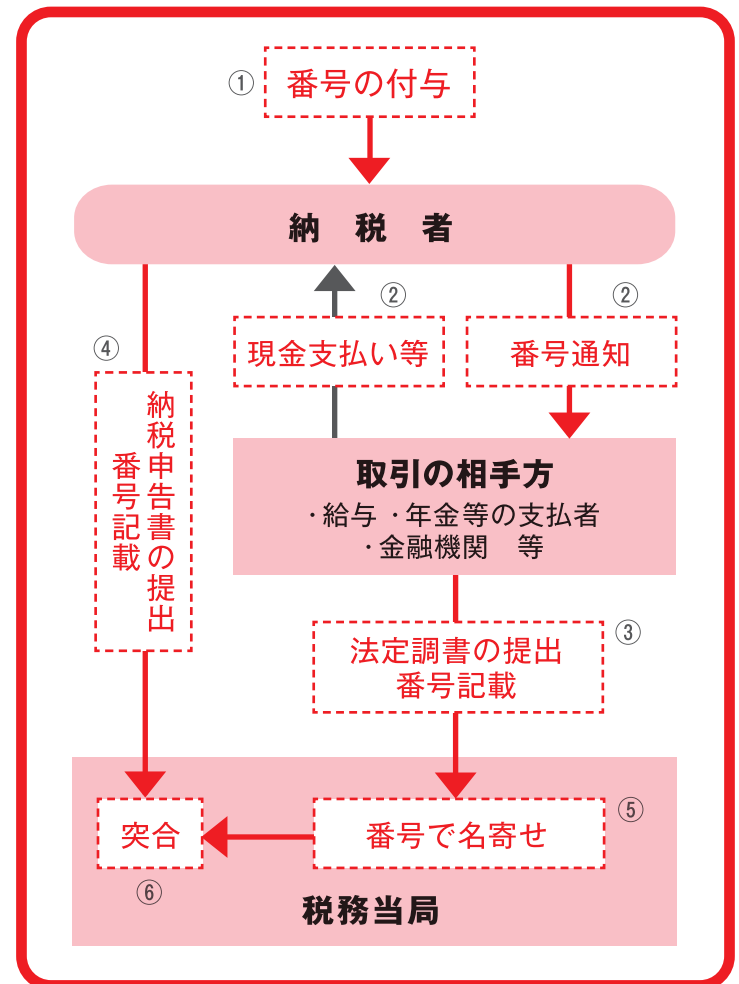 ① 番号の付与
納 税 者
②
②
現金支払い等
番号通知
④
納税申告書の提出
番号記載
取引の相手方
・給与 ・年金等の支払者
・金融機関 等
③
法定調書の提出
番号記載
⑤
突合
番号で名寄せ
⑥
税務当局